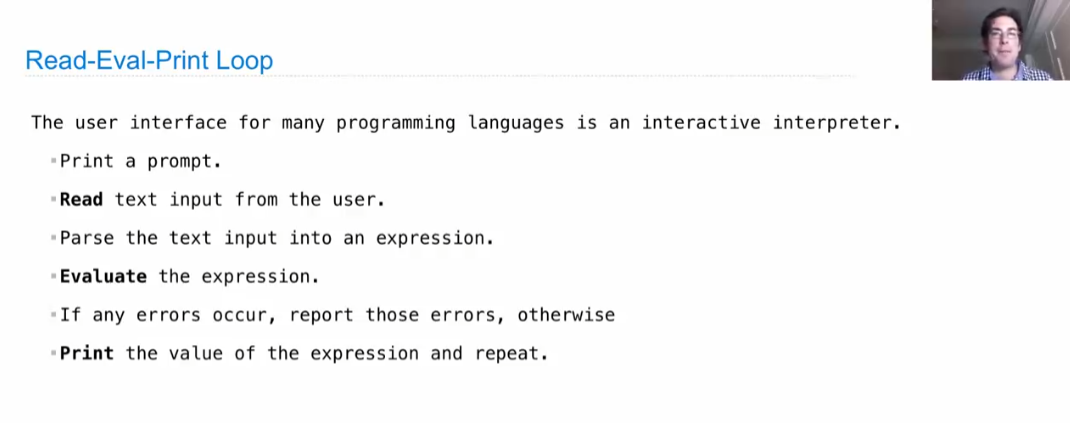 Read-Eval-Print Loop
The user interface for many programming languages is an interactive interpreter.
Print a prompt.
Read text input from the user.
Parse the text input into an expression.
Evaluate the expression.
If any errors occur, report those errors, otherwise
Print the value of the expression and repeat.